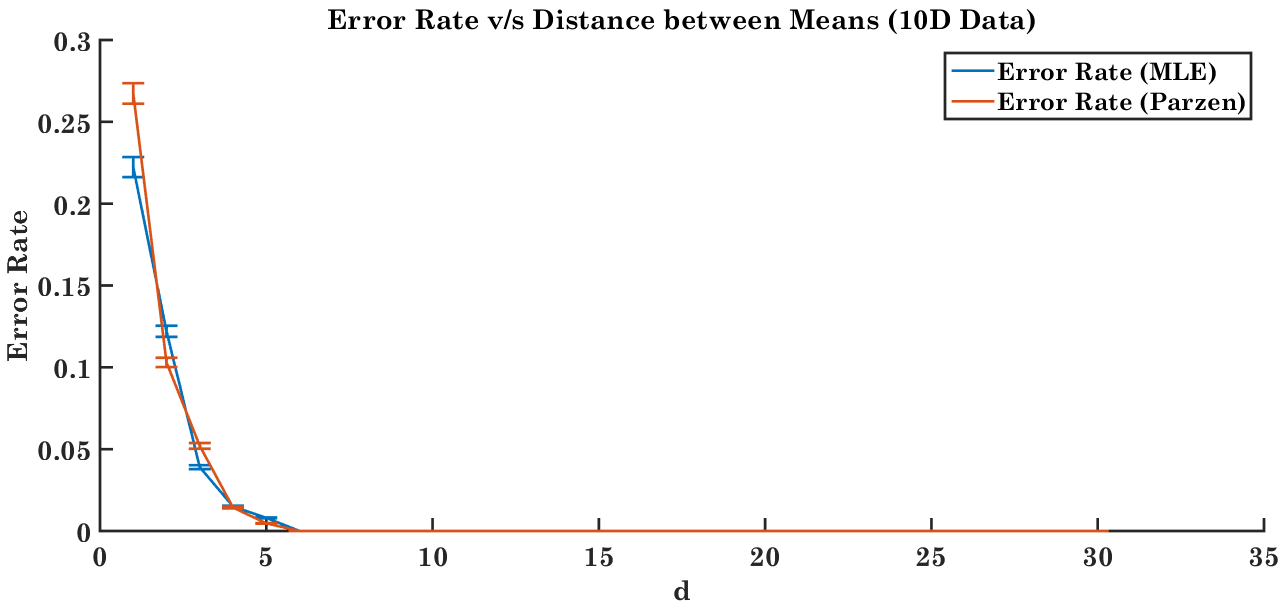 Error Rate v/s Distance between Means (10D Data)
Error Rate (MLE)
Error Rate (Parzen)
Error Rate
0.3
0.25
0.2
0.15
0.1
0.05
0
0 5 10 15 20 25 30 35
d